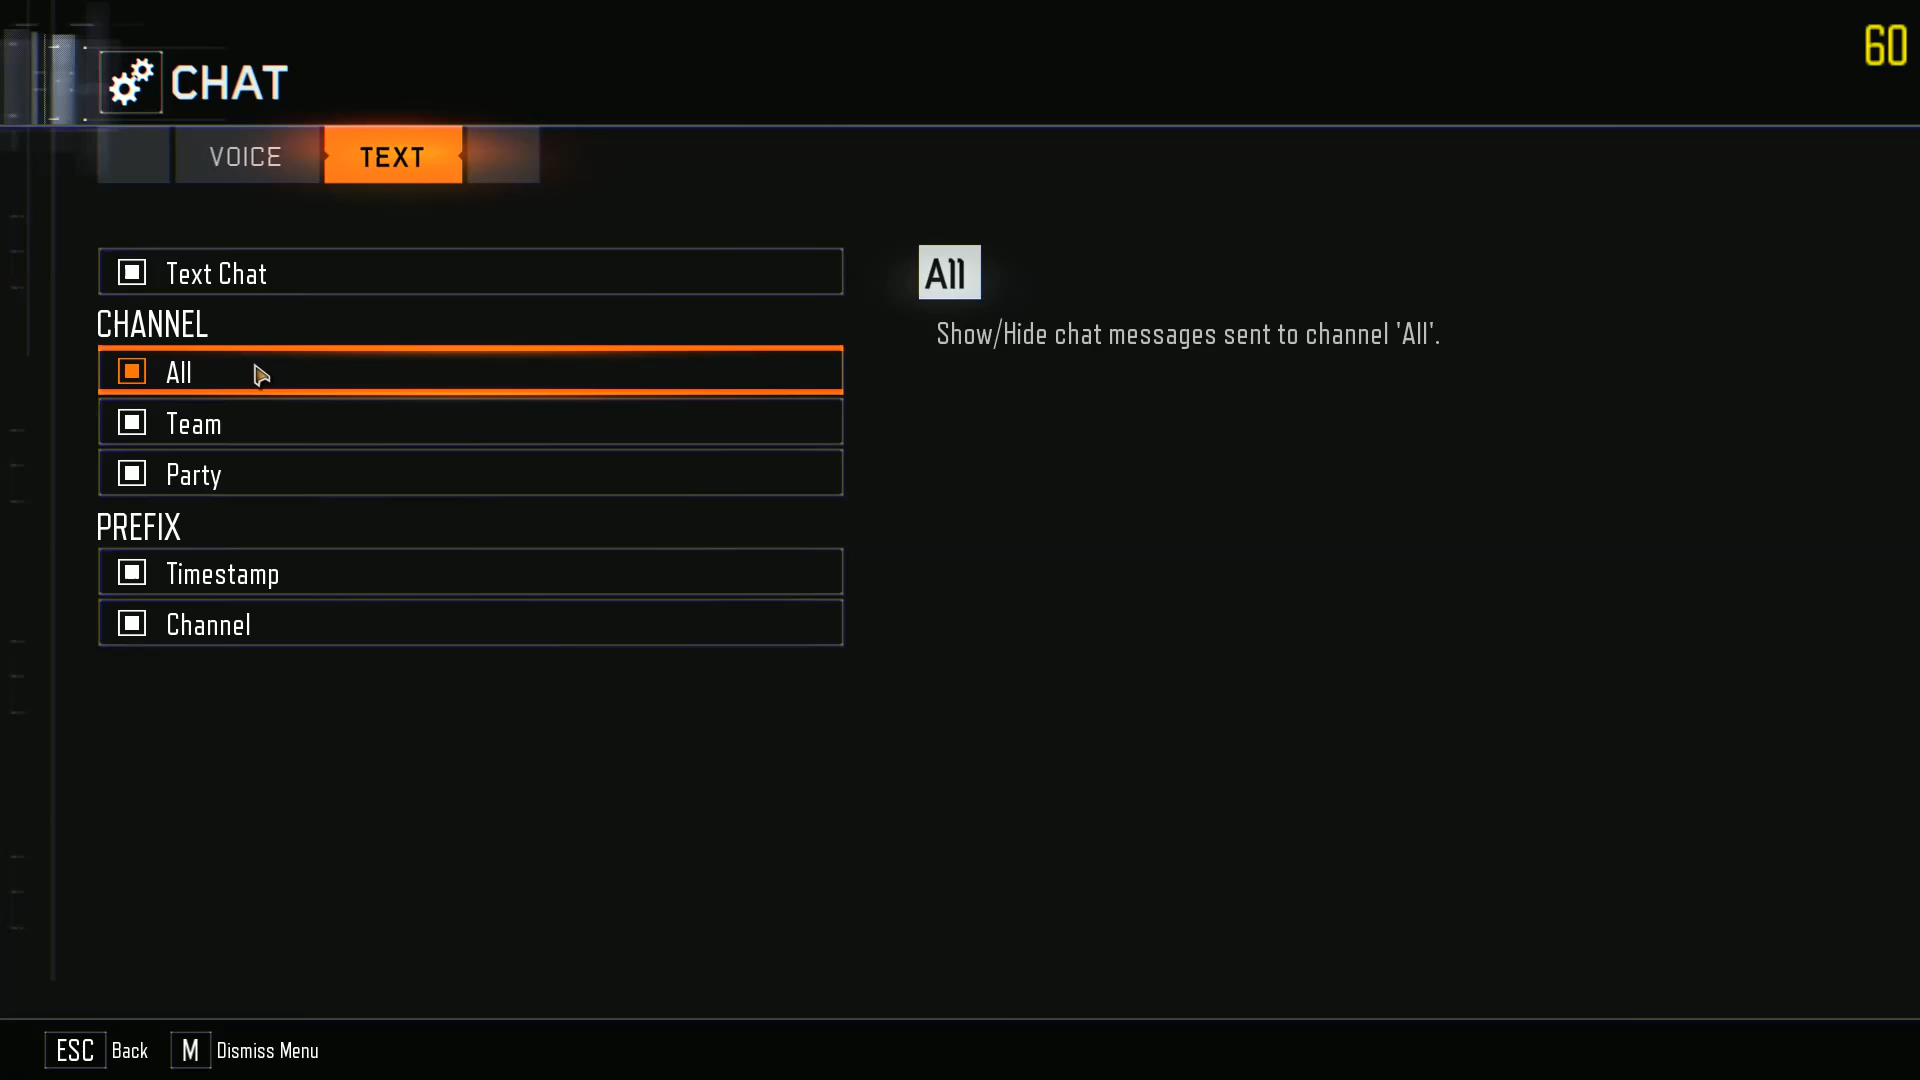 60
CHAT
VOICE
TEXT
Text Chat
CHANNEL
All
Team
Party
PREFIX
Timestamp
Channel
All
Show/Hide chat messages sent to channel 'All'.
ESC Back M Dismiss Menu